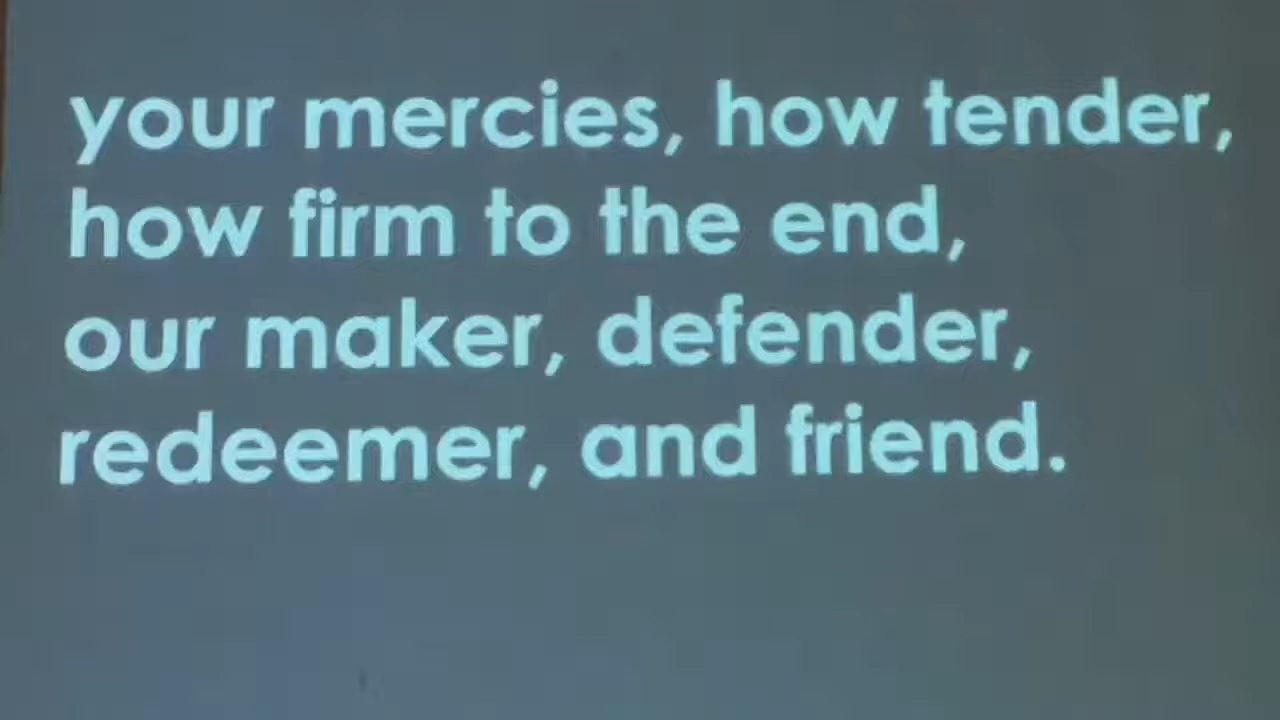 your mercies, how tender,
how firm to the end,
our maker, defender,
redeemer, and friend.